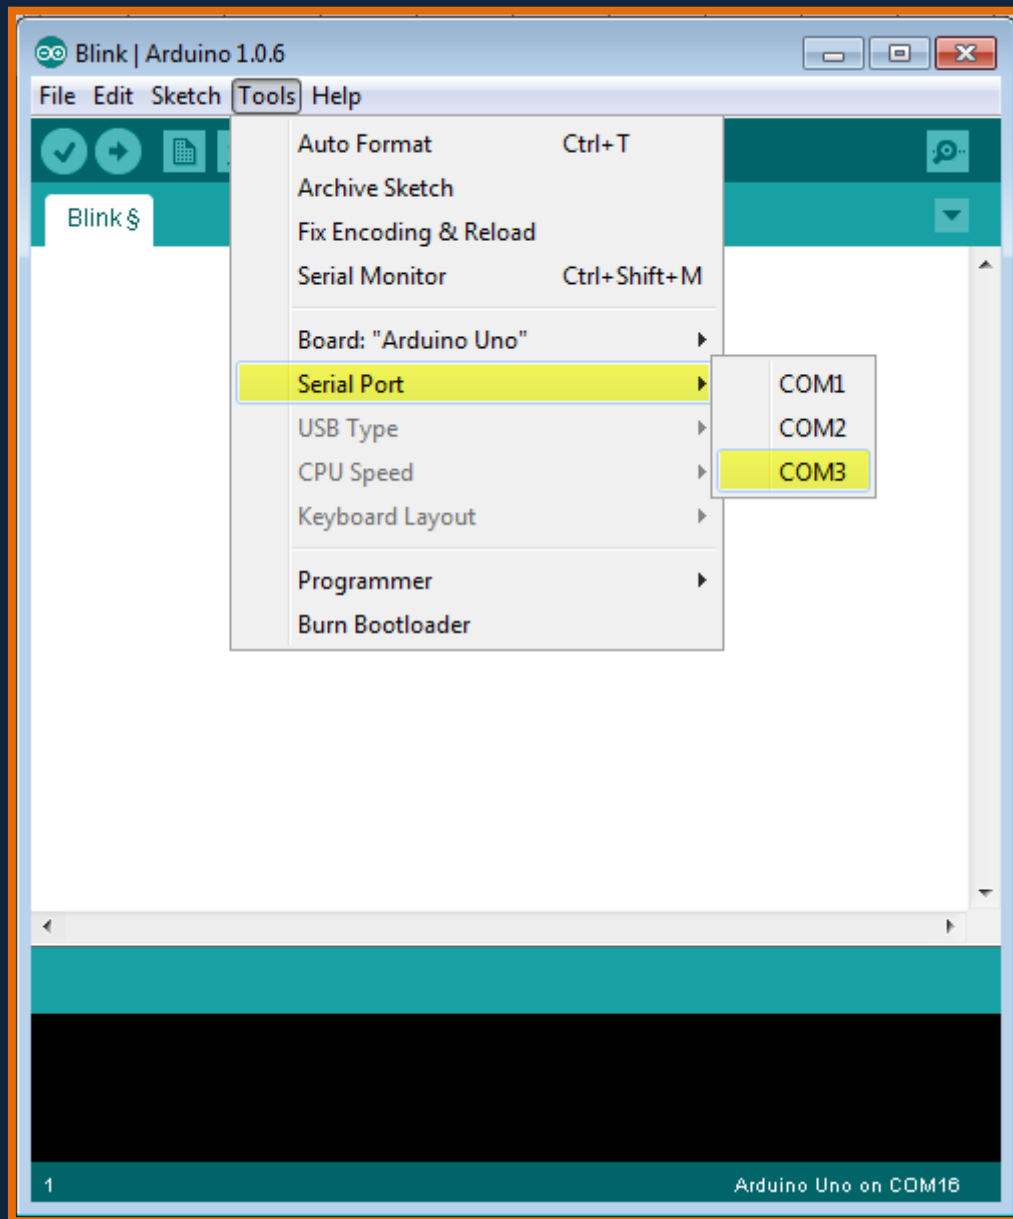 Blink | Arduino 1.0.6
File Edit Sketch Tools Help
Auto Format Ctrl+T
Archive Sketch
Blink §
Fix Encoding & Reload
Serial Monitor Ctrl+Shift+M
Board: "Arduino Uno"
Serial Port
COM1
USB Type
COM2
CPU Speed
COM3
Keyboard Layout
Programmer
Burn Bootloader
1 Arduino Uno on COM16